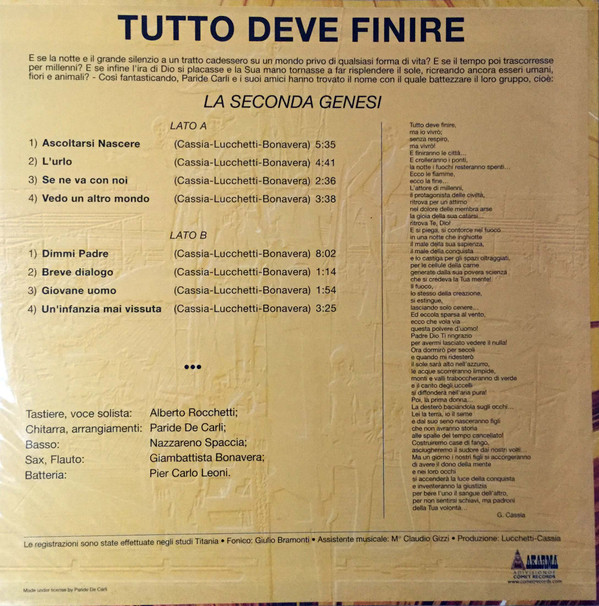 TUTTO DEVE FINIRE
E se la notte e il grande silenzio a un tratto cadessero su un mondo privo di qualsiasi forma di vita? E se il tempo poi trascorresse
per millenni? E se infine l'ira di Dio si placasse e la Sua mano tornasse a far risplendere il sole, ricreando ancora esseri umani,
fiori e animali? - Così fantasticando, Paride Carli e i suoi amici hanno trovato il nome con il quale battezzare il loro gruppo, cioè:
LA SECONDA GENESI
LATO A
1) Ascoltarsi Nascere (Cassia-Lucchetti-Bonavera) 5:35
2) L'urlo (Cassia-Lucchetti-Bonavera) 4:41
3) Se ne va con noi (Cassia-Lucchetti-Bonavera) 2:36
4) Vedo un altro mondo (Cassia-Lucchetti-Bonavera) 3:38
LATO B
1) Dimmi Padre (Cassia-Lucchetti-Bonavera) 8:02
2) Breve dialogo (Cassia-Lucchetti-Bonavera) 1:14
3) Giovane uomo (Cassia-Lucchetti-Bonavera) 1:54
4) Un'infanzia mai vissuta (Cassia-Lucchetti-Bonavera) 3:25
•••
Tastiere, voce solista: Alberto Rocchetti;
Chitarra, arrangiamenti: Paride De Carli;
Basso: Nazzareno Spaccia;
Sax, Flauto: Giambattista Bonavera;
Batteria: Pier Carlo Leoni.
Tutto deve finire,
ma io vivrò;
senza respiro,
ma vivrò!
E finiranno le città...
E crolleranno i ponti,
la notte i fuochi resteranno spenti...
Ecco le fiamme,
ecco la fine...
L'attore di millenni,
il protagonista delle civiltà,
ritrova per un attimo
nel dolore delle membra arse
la gioia della sua catarsi...
ritrova Te, Dio!
E si piega, si contorce nel fuoco
in una notte che inghiotte
il male della sua sapienza,
il male della conquista
e lo castiga per gli spazi oltraggiati,
per le cellule della carne
generate dalla sua povera scienza
che si credeva la Tua mente!
Il fuoco,
lo stesso della creazione,
si estingue,
lasciando solo cenere...
Ed eccola sparsa al vento,
ecco che vola via
questa polvere d'uomo!
Padre Dio Ti ringrazio
per avermi lasciato vedere il nulla!
Ora dormirò per secoli
e quando mi ridesterò
il sole sarà alto nell'azzurro,
le acque scorreranno limpide,
monti e valli traboccheranno di verde
e il canto degli uccelli
si diffonderà nell'aria pura!
Poi, la prima donna...
La desterò baciandola sugli occhi...
Lei la terra, io il seme
e dal suo seno nasceranno figli
che non ivranno storia
alle spalle del tempo cancellato!
Costruiremo case di fango,
asciugheremo il sudore dai nostri volti...
Ma un giorno i nostri figli si accorgeranno
di avere il dono della mente
e nei loro occhi
si accenderà la luce della conquista
e inventeranno la giustizia
per bere l'uno il sangue dell'altro,
per non sentirsi schiavi, ma padroni
della Tua volontà...
G. Cassia
Le registrazioni sono state effettuate negli studi Titania • Fonico: Giulio Bramonti • Assistente musicale: M° Claudio Gizzi • Produzione: Lucchetti-Cassia
AKARMA
COMET RECORDS
Made under license by Paride De Carli